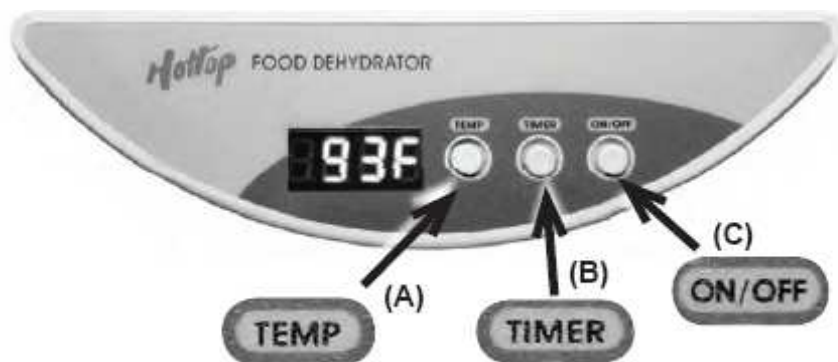 Hottop FOOD DEHYDRATOR
TEMP TIMER ON/OFF
93F
(A) (B) (C)
TEMP TIMER ON/OFF